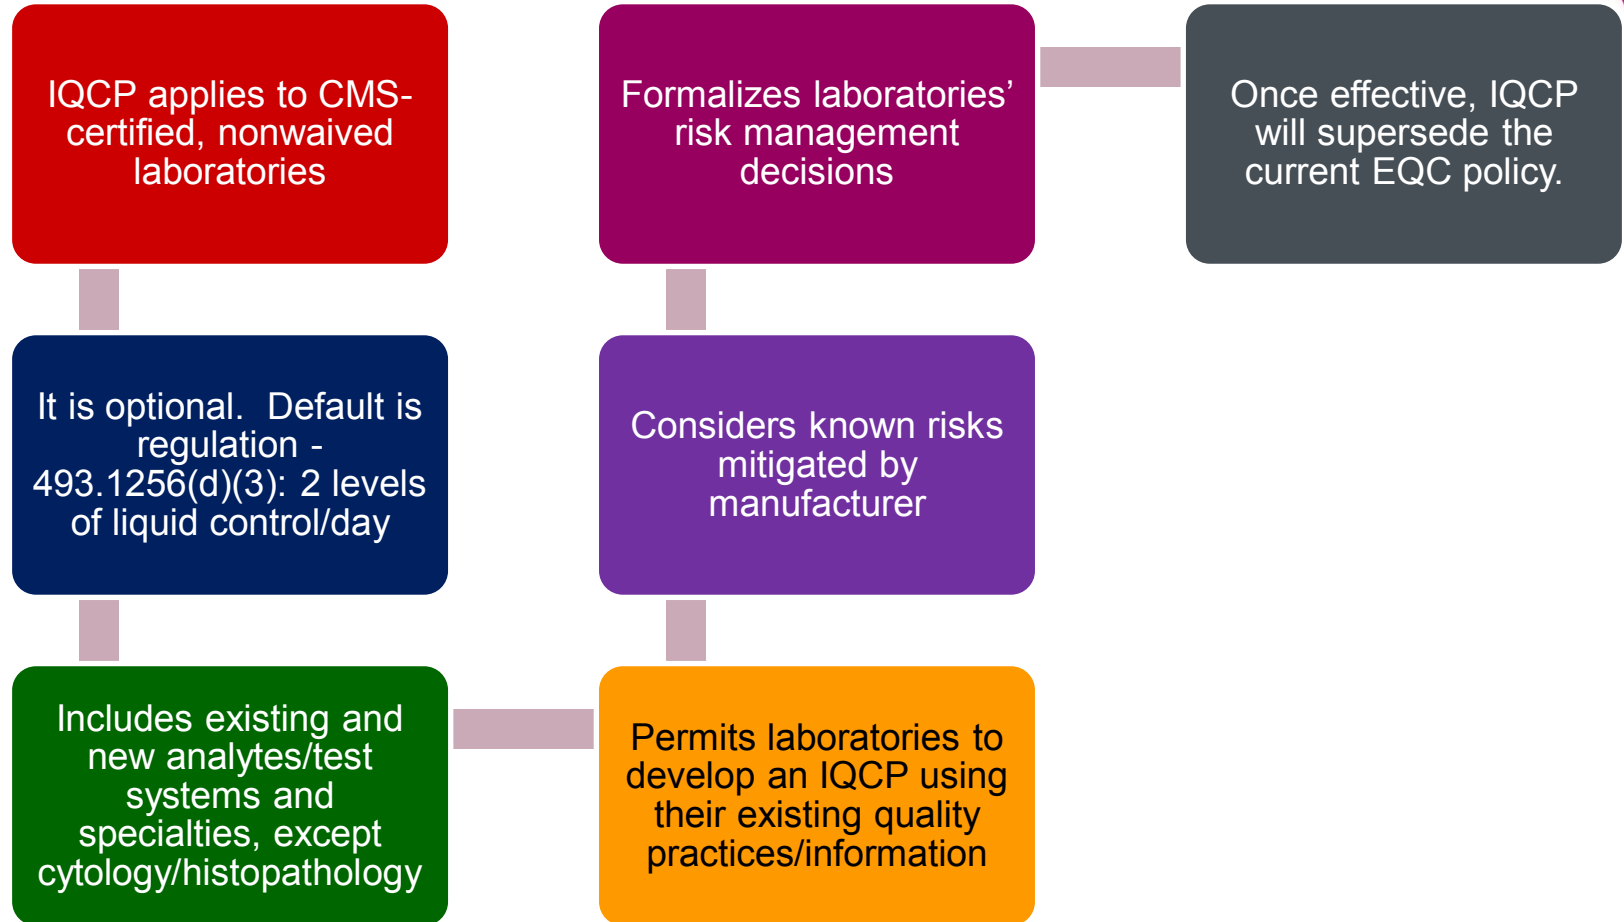 IQCP applies to CMS-
certified, nonwaived
laboratories
It is optional.  Default is
regulation -
493.1256(d)(3): 2 levels
of liquid control/day
Includes existing and
new analytes/test
systems and
specialties, except
cytology/histopathology
Permits laboratories to
develop an IQCP using
their existing quality
practices/information
Considers known risks
mitigated by
manufacturer
Formalizes laboratories’
risk management
decisions
Once effective, IQCP
will supersede the
current EQC policy.